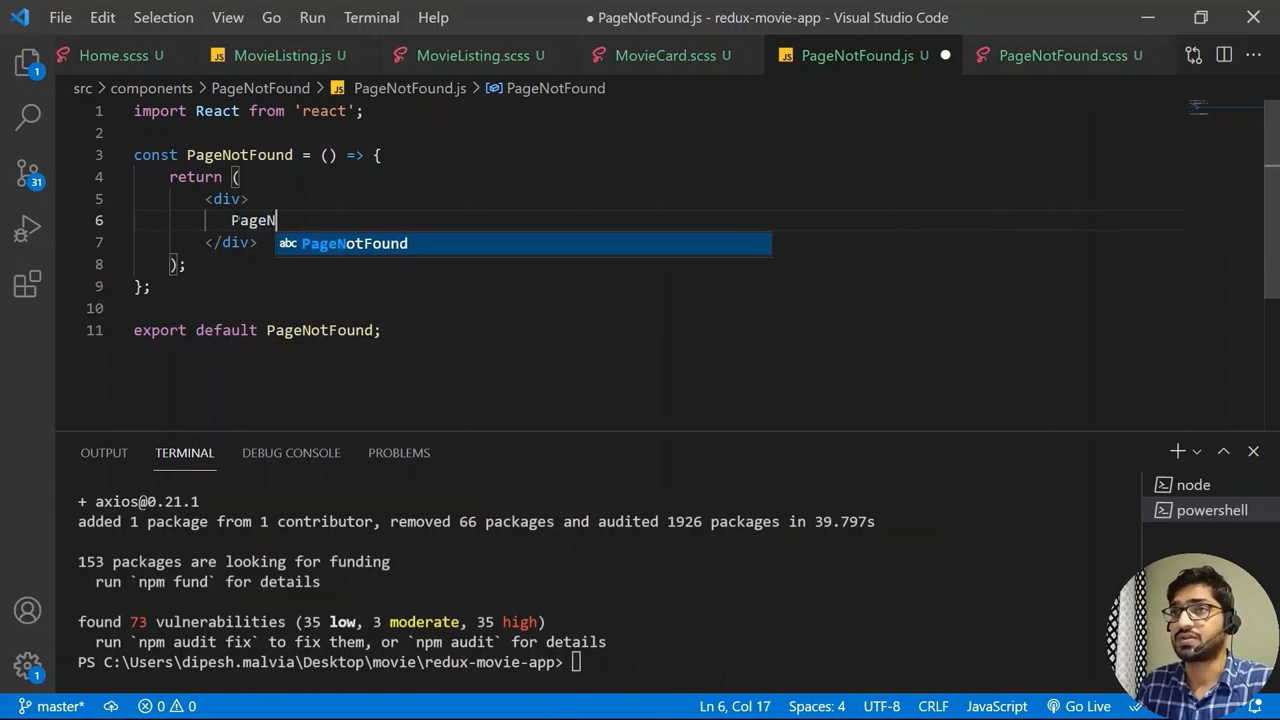 File Edit Selection View Go Run Terminal Help ● PageNotFound.js - redux-movie-app - Visual Studio Code
Home.scss U JS MovieListing.js U MovieListing.scss U MovieCard.scss U JS PageNotFound.js U PageNotFound.scss U ...
src > components > PageNotFound > JS PageNotFound.js > PageNotFound
1 import React from 'react';
2
3 const PageNotFound = () => {
4 return (
5 <div>
6 PageN
abc PageNotFound
7 </div>
8 );
9 };
10
11 export default PageNotFound;
1
31
OUTPUT TERMINAL DEBUG CONSOLE PROBLEMS
+ axios@0.21.1
added 1 package from 1 contributor, removed 66 packages and audited 1926 packages in 39.797s
153 packages are looking for funding
run `npm fund` for details
found 73 vulnerabilities (35 low, 3 moderate, 35 high)
run `npm audit fix` to fix them, or `npm audit` for details
PS C:\Users\dipesh.malvia\Desktop\movie\redux-movie-app>
node
powershell
1
master* 0 0 Ln 6, Col 17 Spaces: 4 UTF-8 CRLF JavaScript Go Live